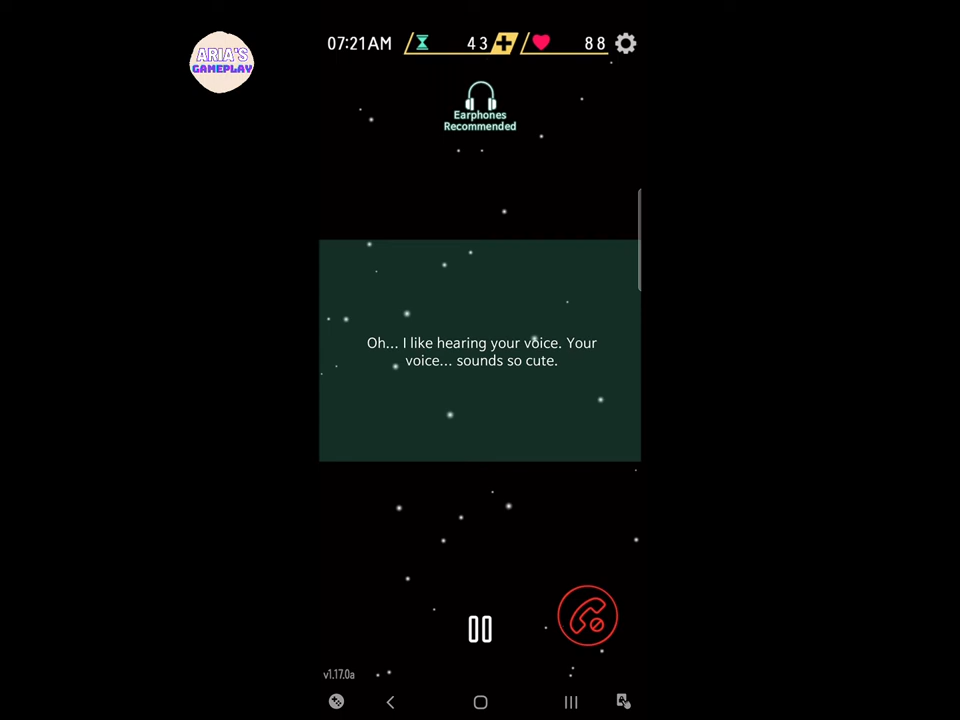 ARIA'S
GAMEPLAY
07:21AM
43
88
Earphones
Recommended
Oh... I like hearing your voice. Your
voice... sounds so cute.
v1.17.0a